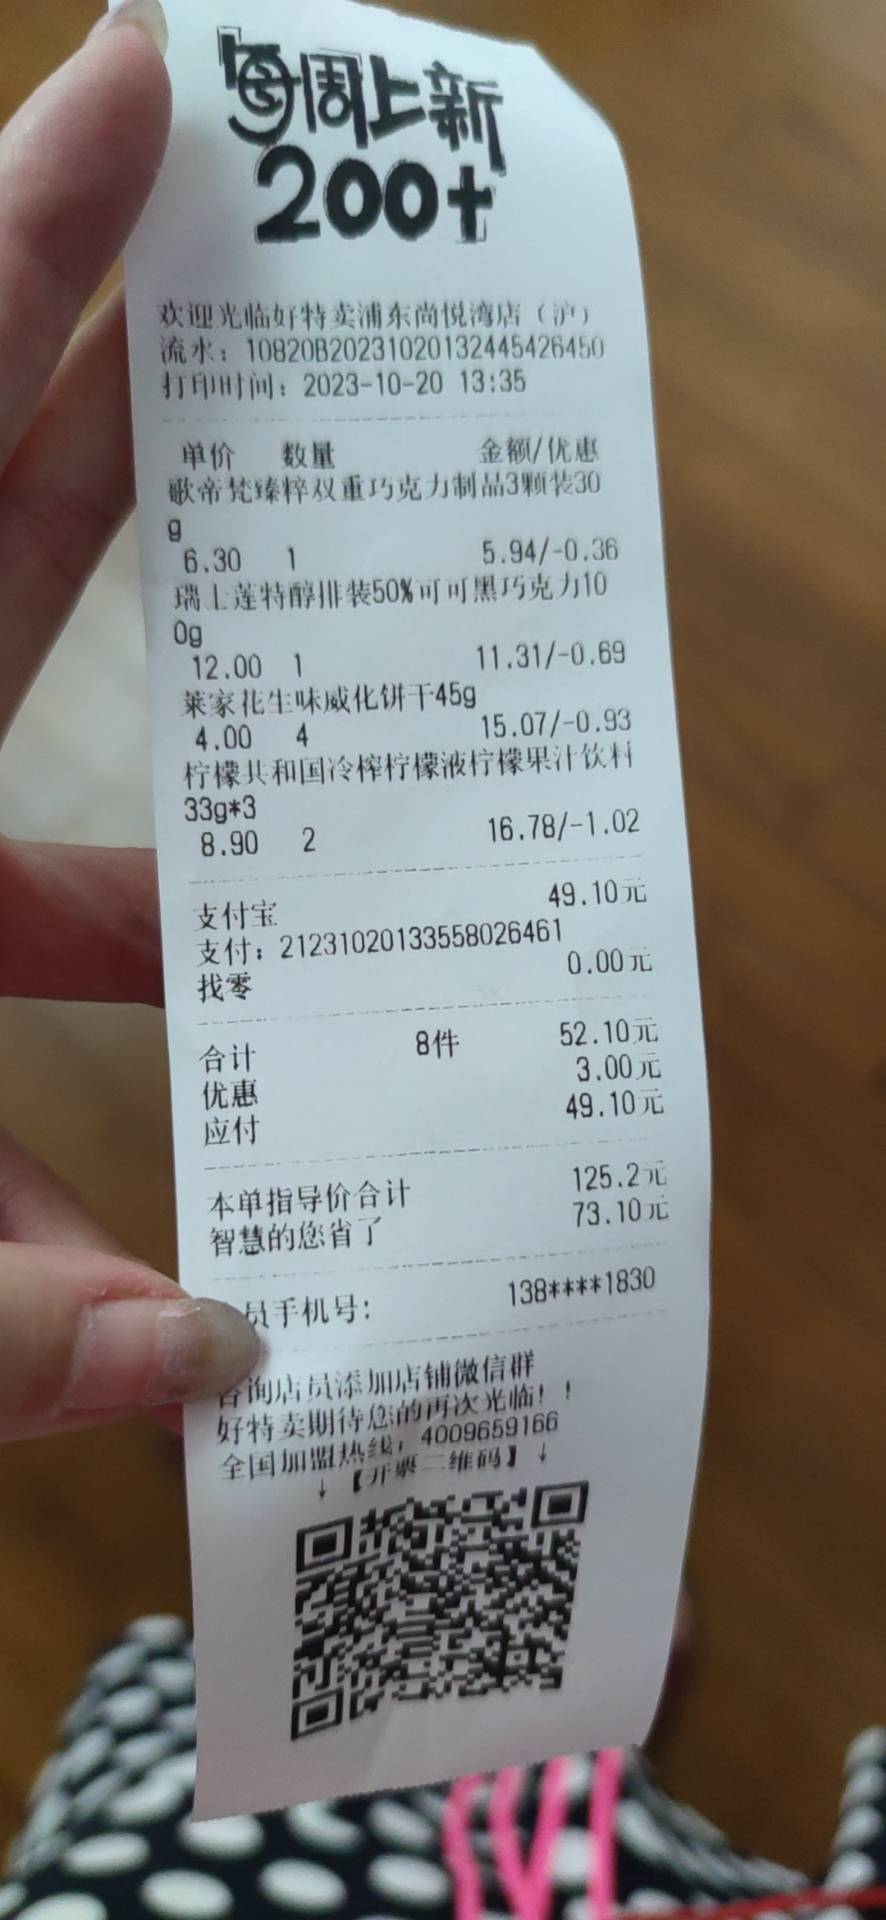 每周上新
200+
欢迎光临好特卖浦东尚悦湾店（沪）
流水：10820B20231020132445426450
打印时间：2023-10-20 13:35
单价 数量 金额/优惠
歌帝梵臻粹双重巧克力制品3颗装30
g
6.30 1 5.94/-0.36
瑞士莲特醇排装50%可可黑巧克力10
0g
12.00 1 11.31/-0.69
莱家花生味威化饼干45g
4.00 4 15.07/-0.93
柠檬共和国冷榨柠檬液柠檬果汁饮料
33g*3
8.90 2 16.78/-1.02
支付宝 49.10元
支付：21231020133558026461
找零 0.00元
合计 8件 52.10元
优惠 3.00元
应付 49.10元
本单指导价合计 125.2元
智慧的您省了 73.10元
员手机号： 138****1830
咨询店员添加店铺微信群
好特卖期待您的再次光临！！
全国加盟热线：4009659166
↓【开票二维码】↓